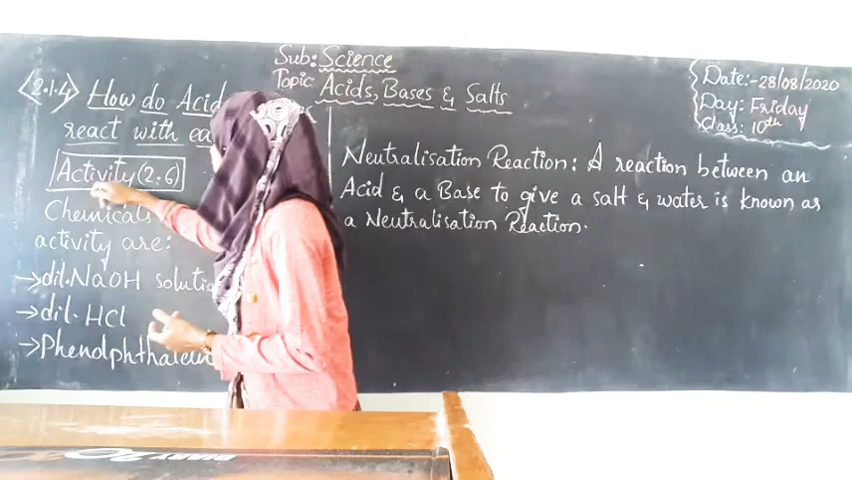 Sub: Science
Topic: Acids, Bases & Salts
Date:-28/08/2020
Day: Friday
Class: 10th
<2.1.4> How do Acid
react with
Activity (2.6)
Chemicals
activity are:
→dil. NaOH
→dil. HCl
→Phenolphthalein
Neutralisation Reaction: A reaction between an
Acid & a Base to give a salt & water is known as
a Neutralisation Reaction.